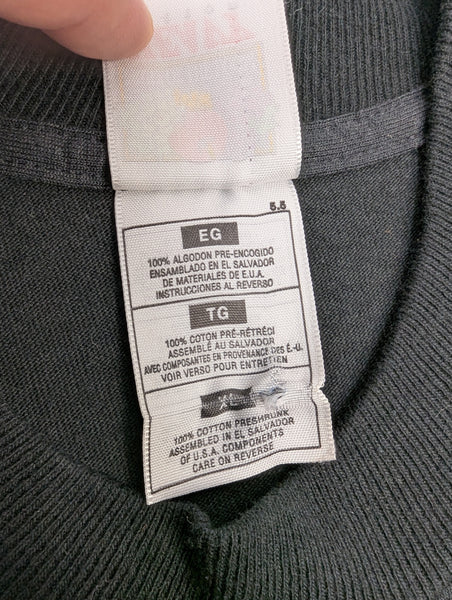 5.5
EG
100% ALGODON PRE-ENCOGIDO
ENSAMBLADO EN EL SALVADOR
DE MATERIALES DE E.U.A.
INSTRUCCIONES AL REVERSO
TG
100% COTON PRÉ-RÉTRÉCI
ASSEMBLÉ AU SALVADOR
AVEC COMPOSANTES EN PROVENANCE DES É.-U.
VOIR VERSO POUR ENTRETIEN
100% COTTON PRESHRUNK
ASSEMBLED IN EL SALVADOR
OF U.S.A. COMPONENTS
CARE ON REVERSE